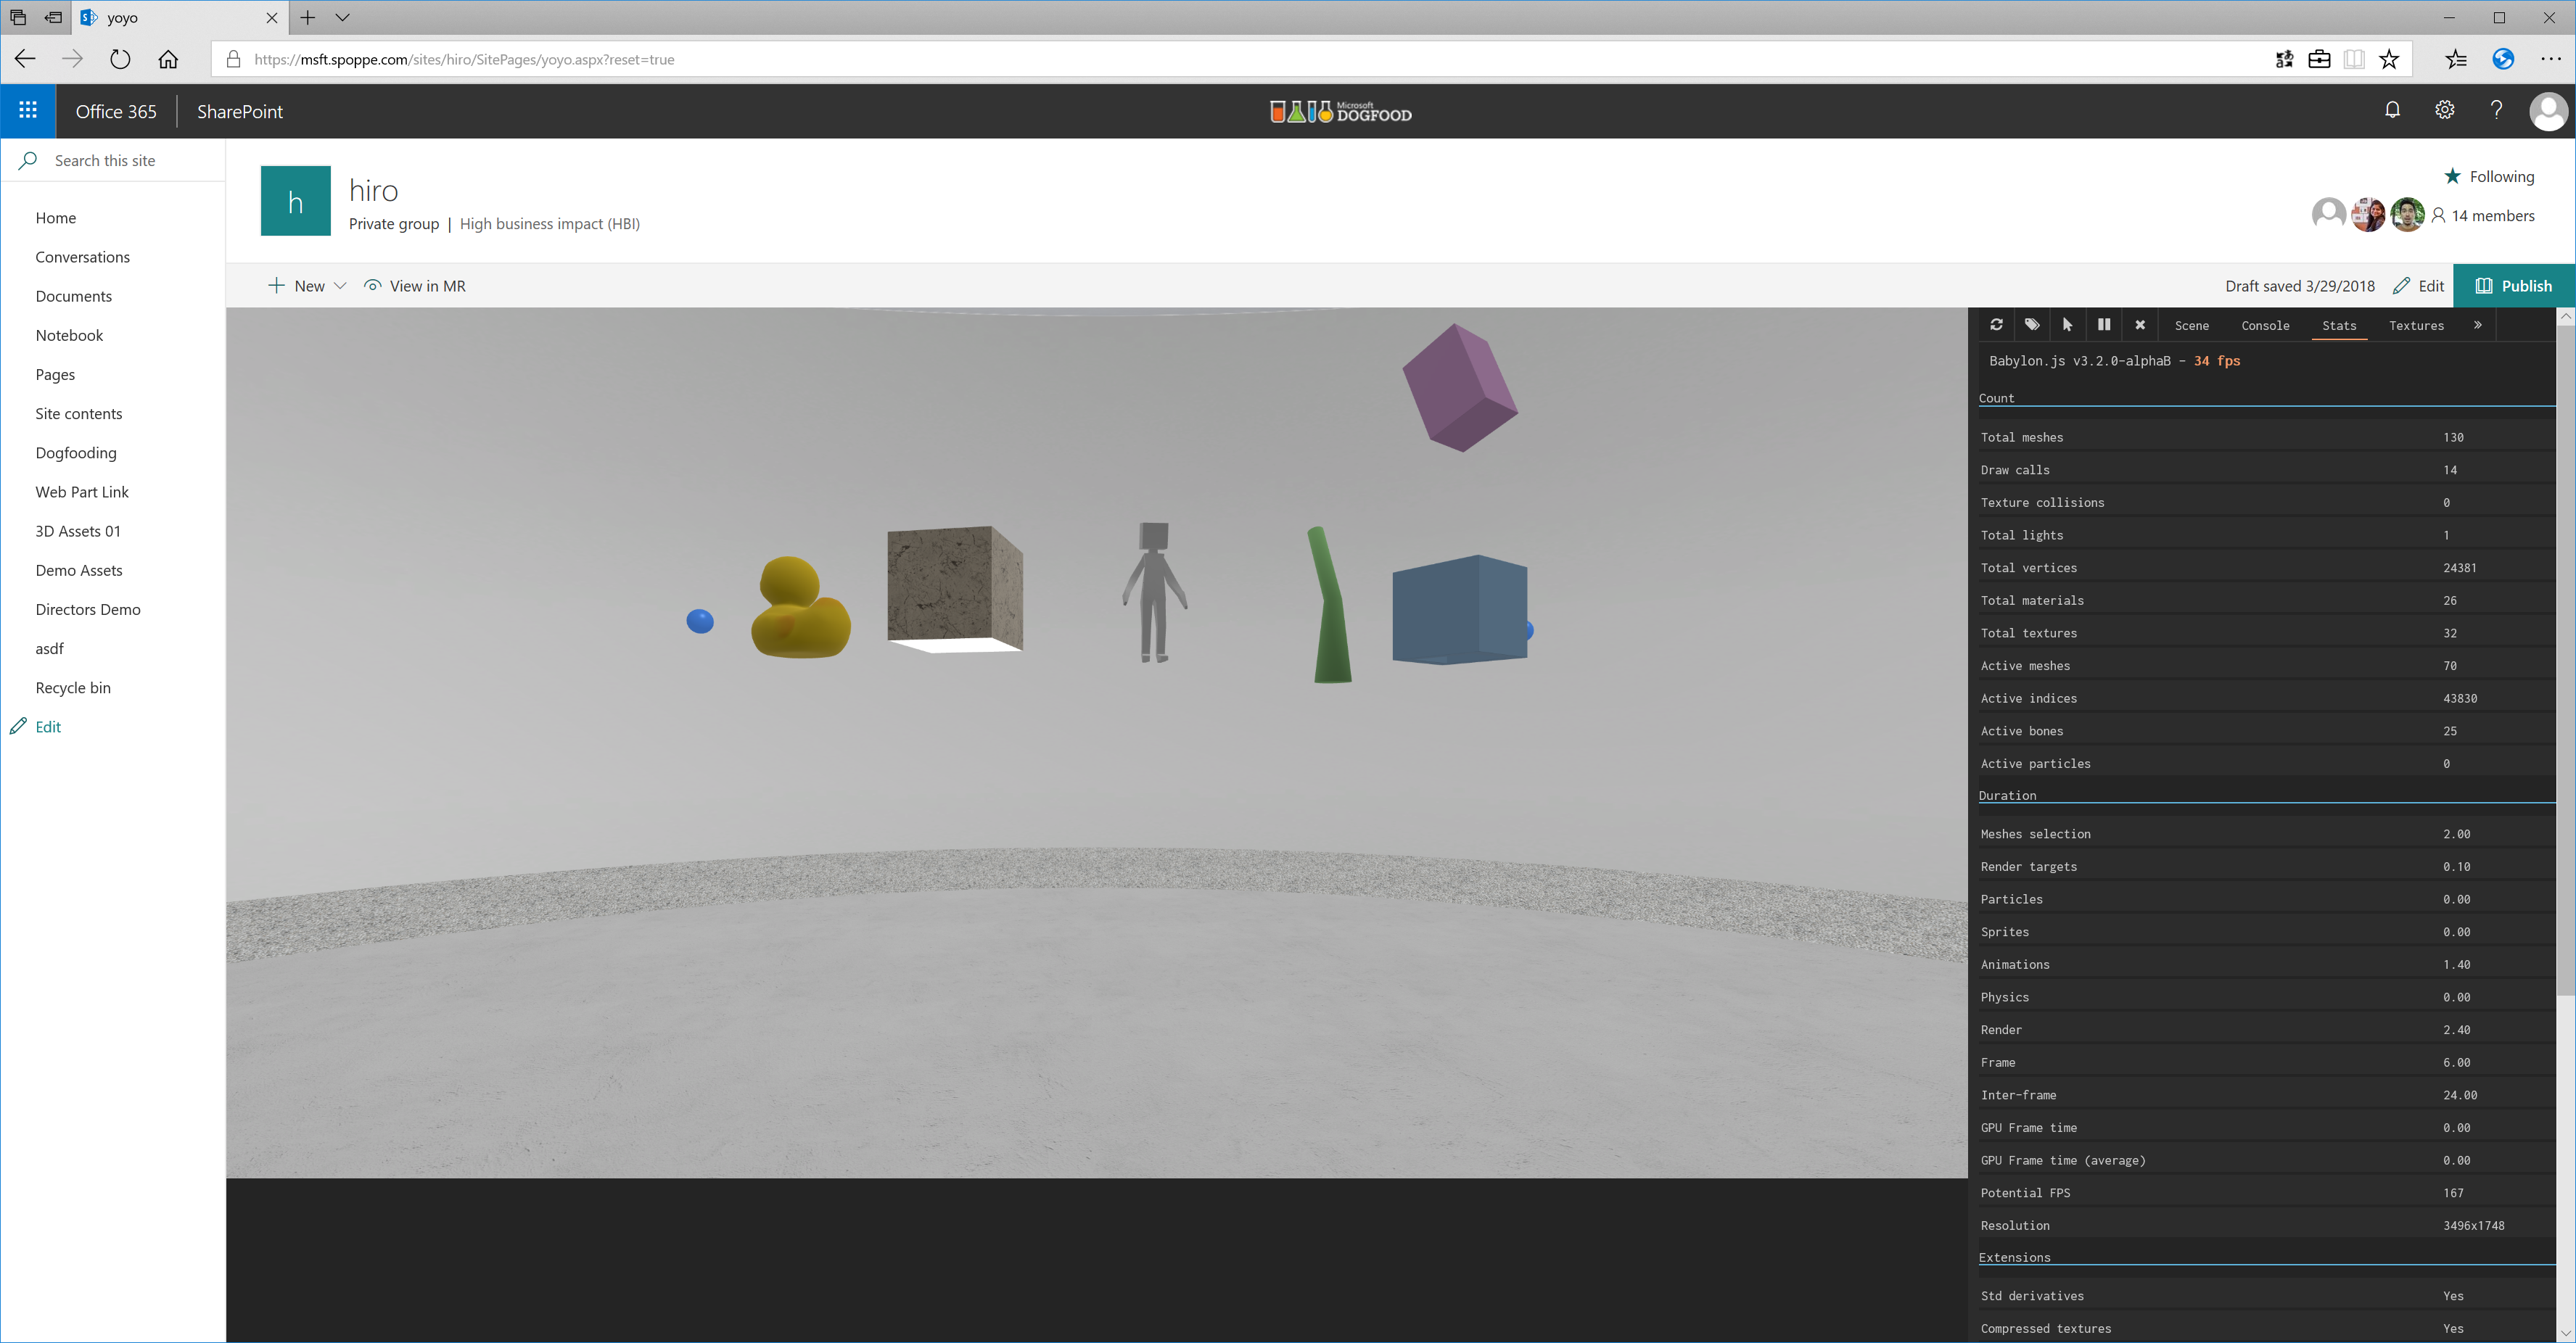 yoyo
https://msft.spoppe.com/sites/hiro/SitePages/yoyo.aspx?reset=true
Office 365
SharePoint
Microsoft
DOGFOOD
Search this site
Home
Conversations
Documents
Notebook
Pages
Site contents
Dogfooding
Web Part Link
3D Assets 01
Demo Assets
Directors Demo
asdf
Recycle bin
Edit
h
hiro
Private group | High business impact (HBI)
Following
14 members
New
View in MR
Draft saved 3/29/2018
Edit
Publish
Scene Console Stats Textures
Babylon.js v3.2.0-alphaB - 34 fps
Count
Total meshes 130
Draw calls 14
Texture collisions 0
Total lights 1
Total vertices 24381
Total materials 26
Total textures 32
Active meshes 70
Active indices 43830
Active bones 25
Active particles 0
Duration
Meshes selection 2.00
Render targets 0.10
Particles 0.00
Sprites 0.00
Animations 1.40
Physics 0.00
Render 2.40
Frame 6.00
Inter-frame 24.00
GPU Frame time 0.00
GPU Frame time (average) 0.00
Potential FPS 167
Resolution 3496x1748
Extensions
Std derivatives Yes
Compressed textures Yes